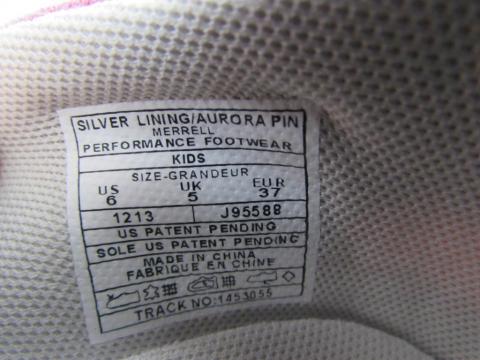 SILVER LINING/AURORA PIN
MERRELL
PERFORMANCE FOOTWEAR
KIDS
SIZE-GRANDEUR
US UK EUR
6 5 37
1213 J95588
US PATENT PENDING
SOLE US PATENT PENDING
MADE IN CHINA
FABRIQUE EN CHINE
TRACK NO:1453055